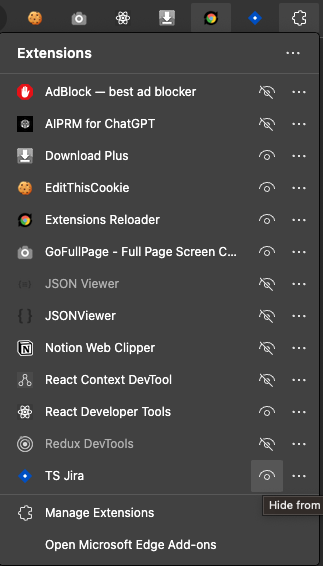 Extensions
AdBlock — best ad blocker
AIPRM for ChatGPT
Download Plus
EditThisCookie
Extensions Reloader
GoFullPage - Full Page Screen C...
JSON Viewer
JSONViewer
Notion Web Clipper
React Context DevTool
React Developer Tools
Redux DevTools
TS Jira
Hide from
Manage Extensions
Open Microsoft Edge Add-ons